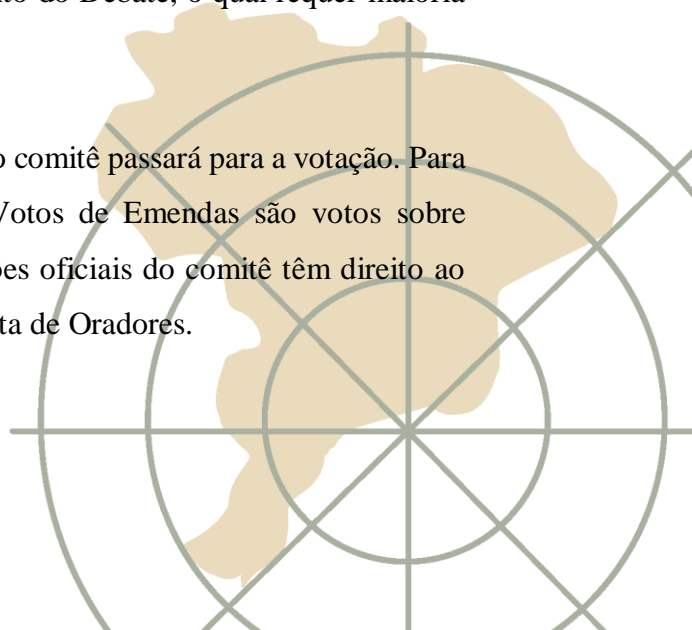 do Debate, o qual requer maioria
o comitê passará para a votação. Para
Votos de Emendas são votos sobre
oficiais do comitê têm direito ao
de Oradores.